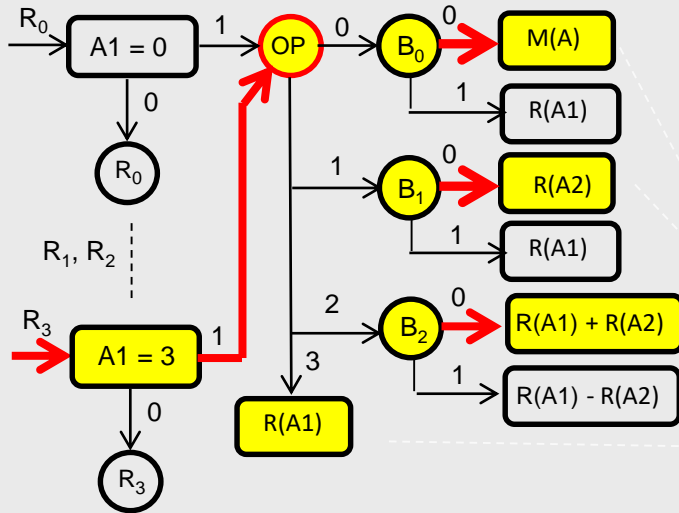 R₀
A1 = 0
1
OP
0
B₀
0
M(A)
1
R(A1)
0
R₀
1
B₁
0
R(A2)
1
R(A1)
R₁, R₂
R₃
A1 = 3
1
2
B₂
0
R(A1) + R(A2)
3
1
R(A1) - R(A2)
0
R(A1)
R₃